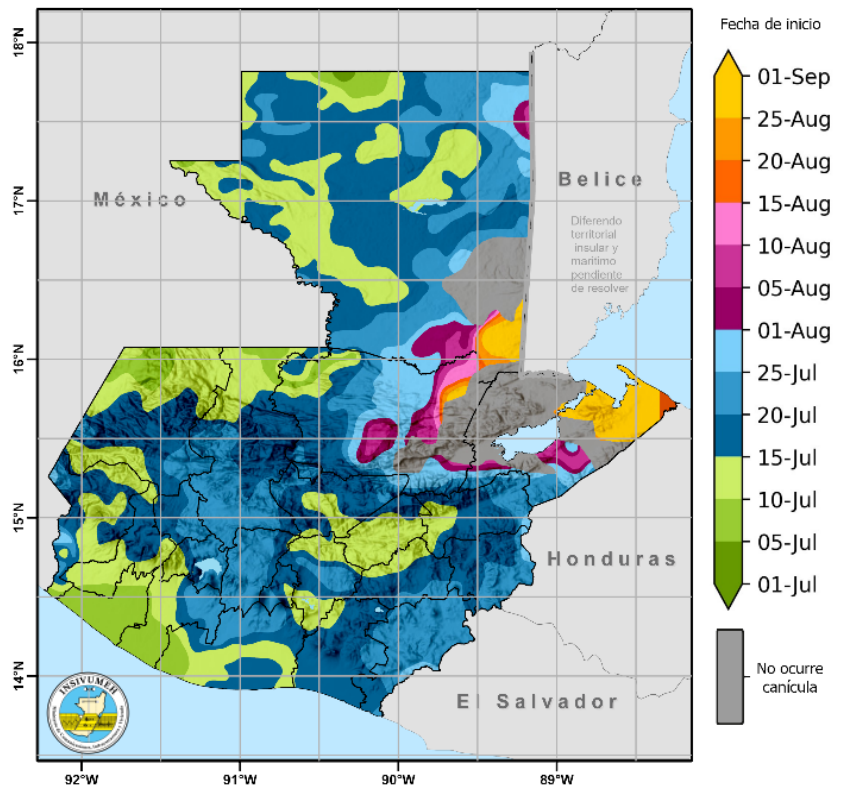 Fecha de inicio
01-Sep
25-Aug
20-Aug
15-Aug
10-Aug
05-Aug
01-Aug
25-Jul
20-Jul
15-Jul
10-Jul
05-Jul
01-Jul
No ocurre
canícula
18°N
17°N
16°N
15°N
14°N
92°W
91°W
90°W
89°W
México
Belice
Diferendo
territorial
insular y
marítimo
pendiente
de resolver
Honduras
El Salvador
INSIVUMEH